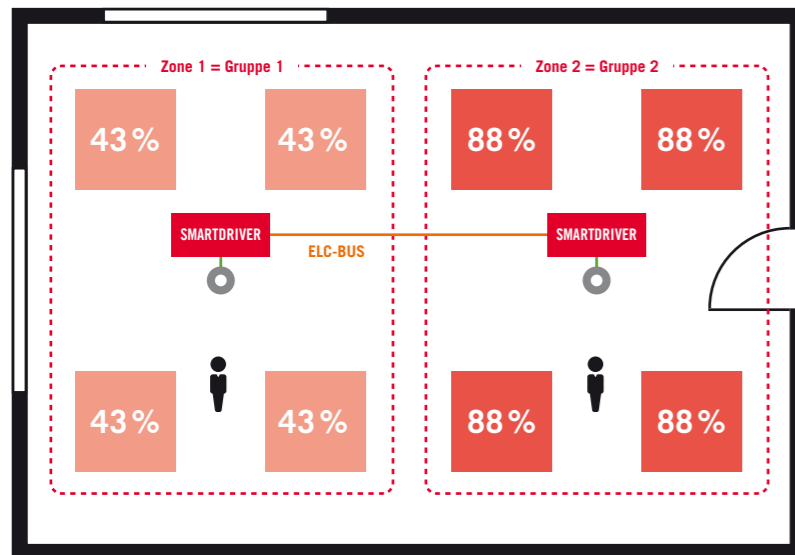 Zone 1 = Gruppe 1
Zone 2 = Gruppe 2
43 %
43 %
88 %
88 %
SMARTDRIVER
SMARTDRIVER
ELC-BUS
43 %
43 %
88 %
88 %